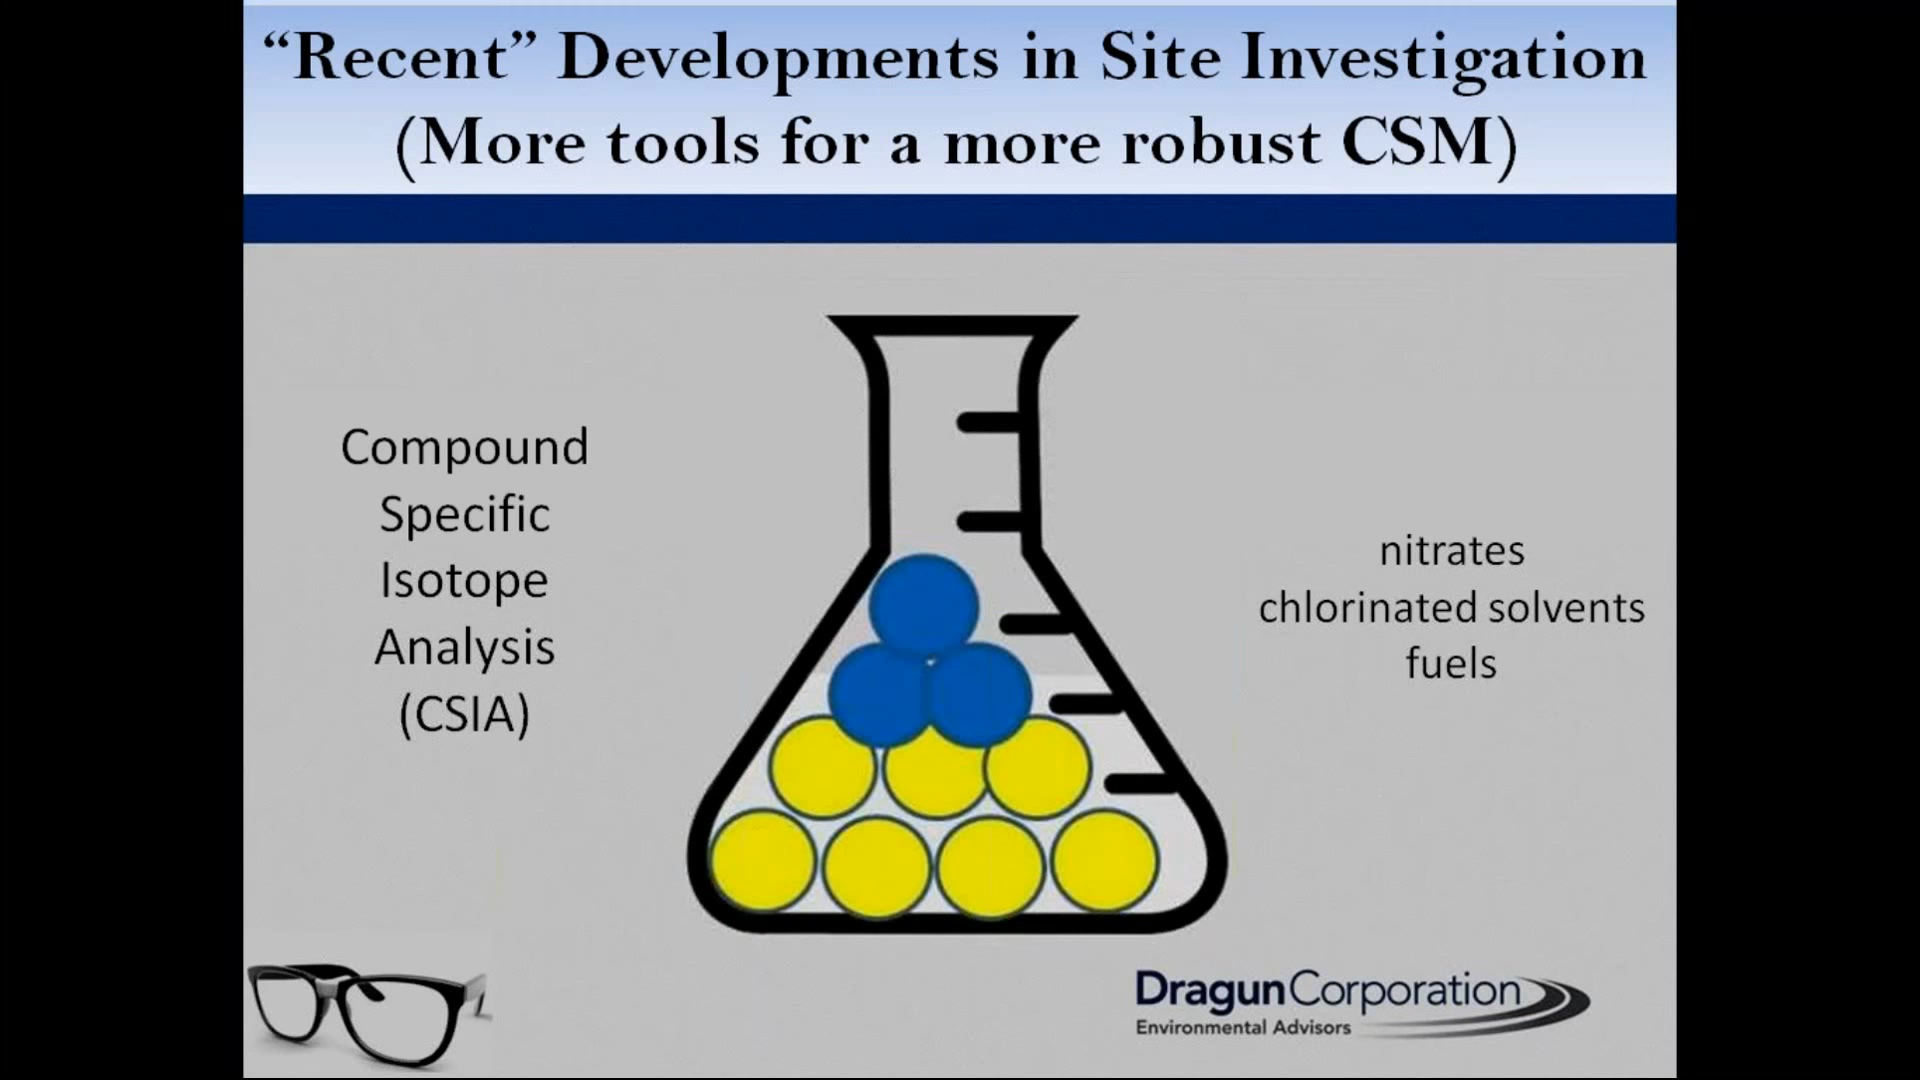 “Recent” Developments in Site Investigation
(More tools for a more robust CSM)
Compound
Specific
Isotope
Analysis
(CSIA)
nitrates
chlorinated solvents
fuels
DragunCorporation
Environmental Advisors